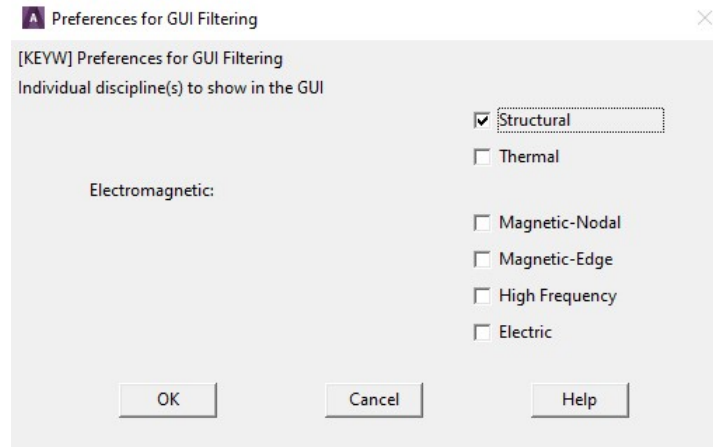 Preferences for GUI Filtering
[KEYW] Preferences for GUI Filtering
Individual discipline(s) to show in the GUI
Structural
Thermal
Electromagnetic:
Magnetic-Nodal
Magnetic-Edge
High Frequency
Electric
OK Cancel Help